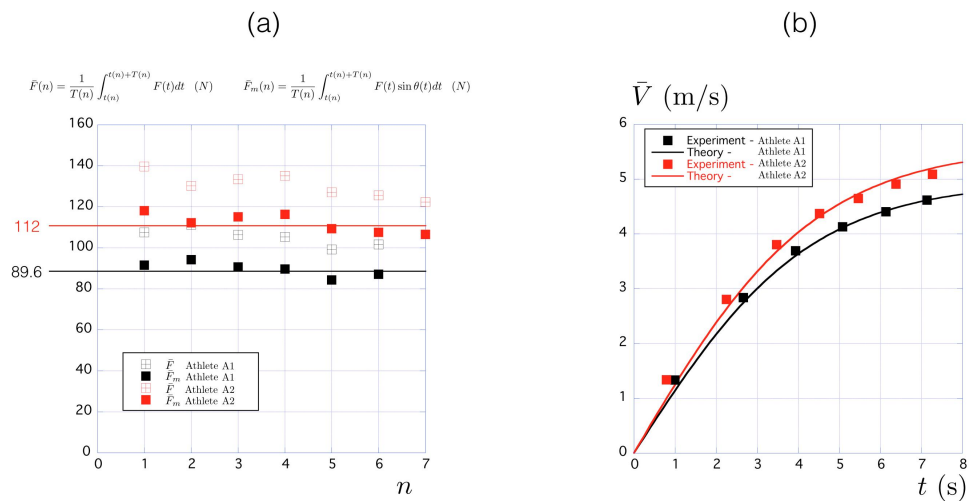 (a)
(b)
F̄(n) = 1/T(n) ∫_{t(n)}^{t(n)+T(n)} F(t)dt (N)
F̄_m(n) = 1/T(n) ∫_{t(n)}^{t(n)+T(n)} F(t) sin θ(t)dt (N)
160
140
120
112
100
89.6
80
60
40
20
0
0 1 2 3 4 5 6 7
n
F̄ Athlete A1
F̄_m Athlete A1
F̄ Athlete A2
F̄_m Athlete A2
V̄ (m/s)
6
5
4
3
2
1
0
0 1 2 3 4 5 6 7 8
t (s)
Experiment - Athlete A1
Theory - Athlete A1
Experiment - Athlete A2
Theory - Athlete A2